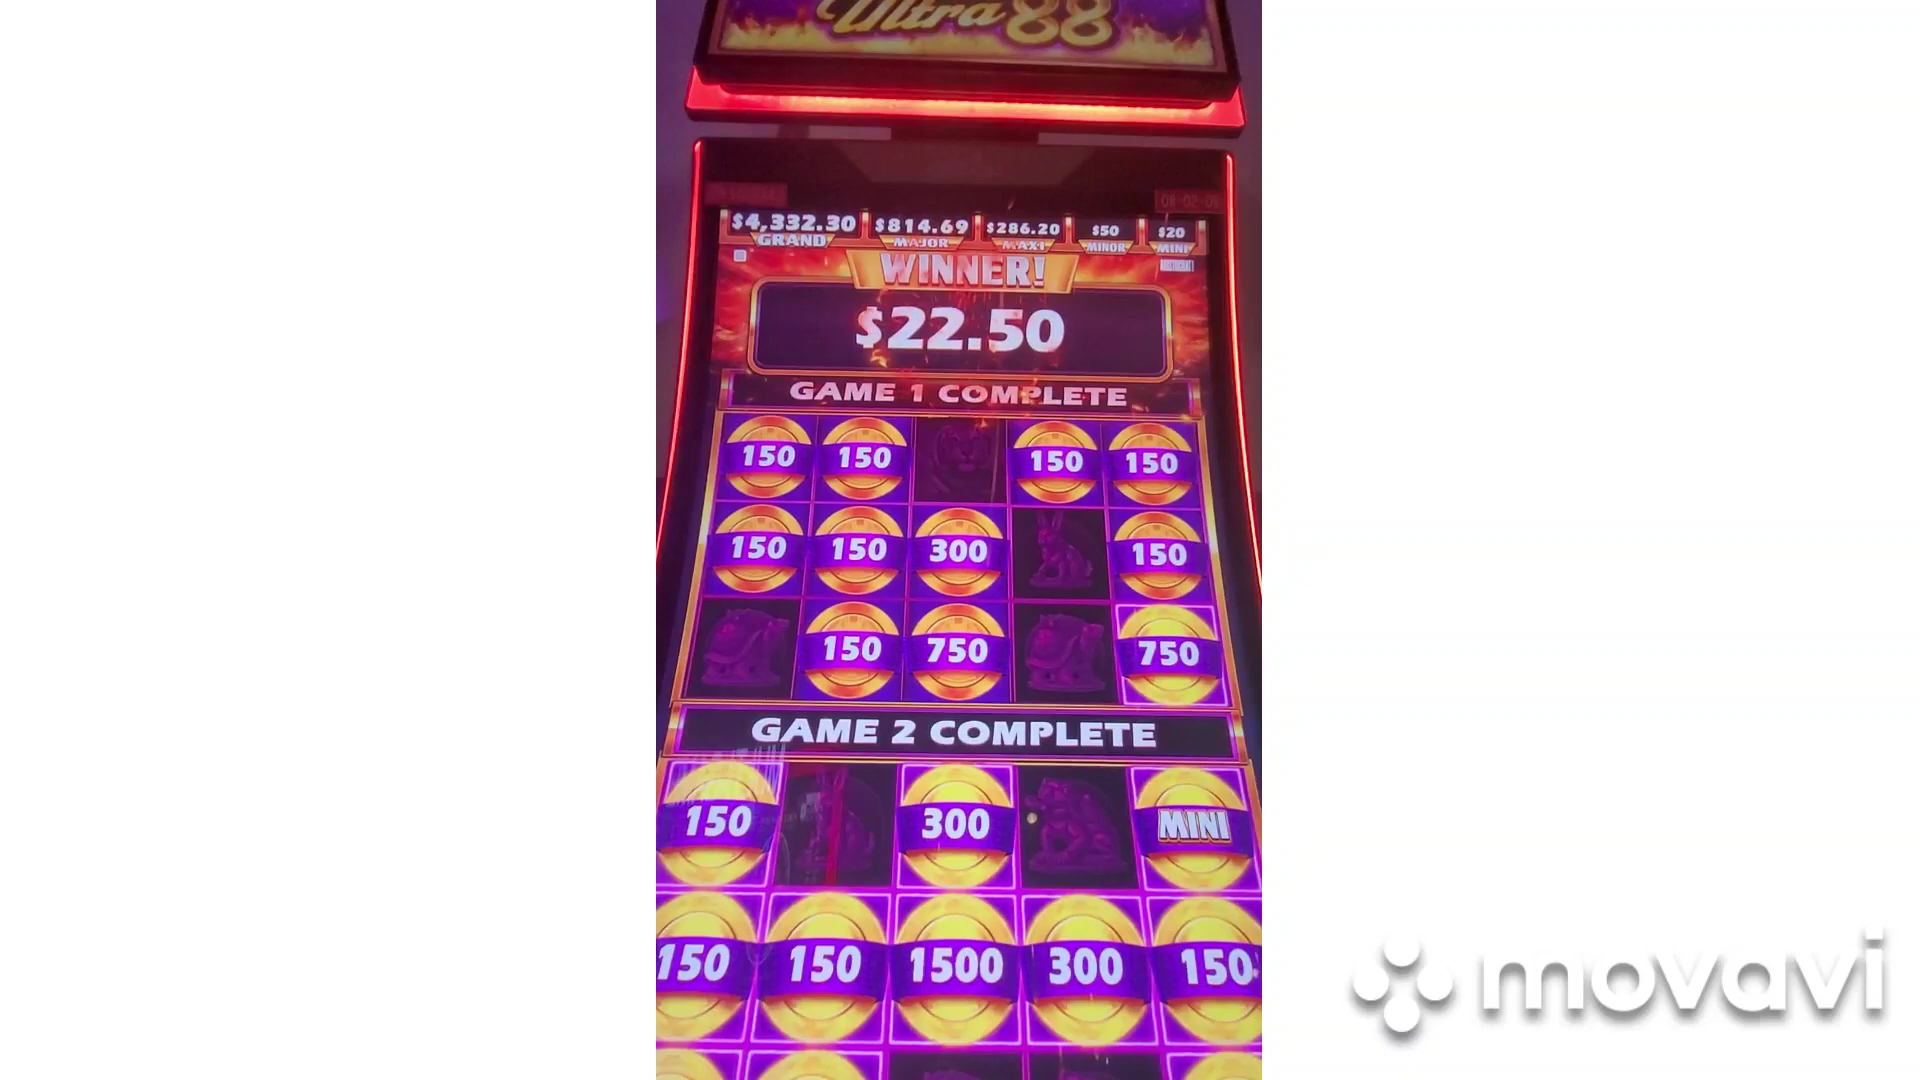 Ultra 88
$4,332.30 $814.69 $286.20 $50 $20
GRAND MAJOR MAXI MINOR MINI
WINNER!
$22.50
GAME 1 COMPLETE
150 150 150 150
150 150 300 150
150 750 750
GAME 2 COMPLETE
150 300 MINI
150 150 1500 300 150
movavi